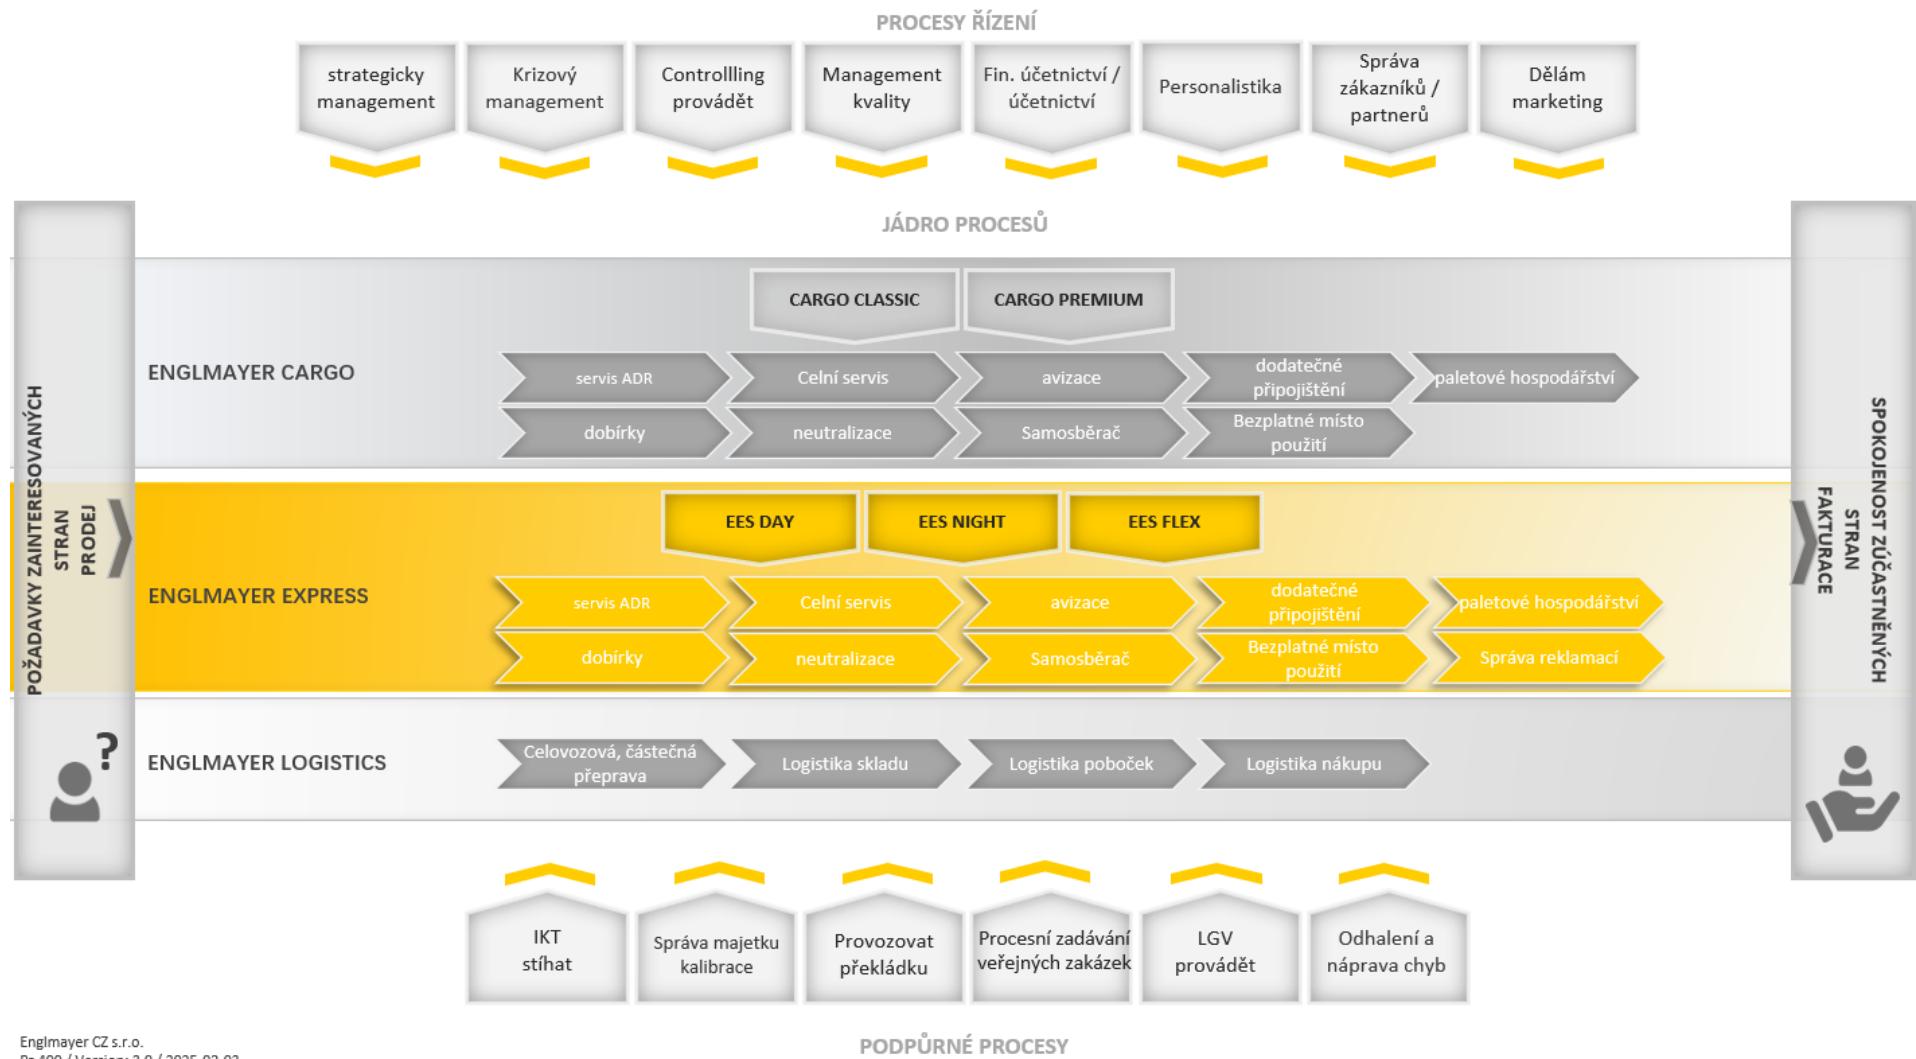 PROCESY ŘÍZENÍ
strategicky
management
Krizový
management
Controllling
provádět
Management
kvality
Fin. účetnictví /
účetnictví
Personalistika
Správa
zákazníků /
partnerů
Dělám
marketing
JÁDRO PROCESŮ
POŽADAVKY ZAINTERESOVANÝCH
STRAN
PRODEJ
?
ENGLMAYER CARGO
CARGO CLASSIC
CARGO PREMIUM
servis ADR
Celní servis
avizace
dodatečné
připojištění
paletové hospodářství
dobírky
neutralizace
Samosběrač
Bezplatné místo
použití
ENGLMAYER EXPRESS
EES DAY
EES NIGHT
EES FLEX
servis ADR
Celní servis
avizace
dodatečné
připojištění
paletové hospodářství
dobírky
neutralizace
Samosběrač
Bezplatné místo
použití
Správa reklamací
ENGLMAYER LOGISTICS
Celovozová, částečná
přeprava
Logistika skladu
Logistika poboček
Logistika nákupu
SPOKOJENOST ZÚČASTNĚNÝCH
STRAN
FAKTURACE
IKT
stíhat
Správa majetku
kalibrace
Provozovat
překládku
Procesní zadávání
veřejných zakázek
LGV
provádět
Odhalení a
náprava chyb
PODPŮRNÉ PROCESY
Englmayer CZ s.r.o.